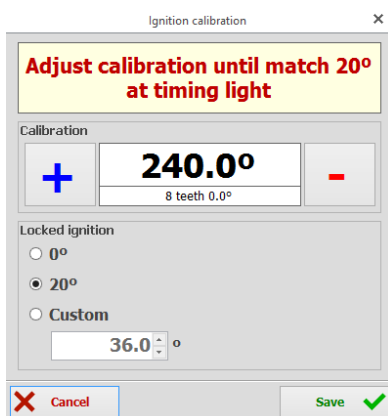 Ignition calibration ×
Adjust calibration until match 20º
at timing light
Calibration
+ 240.0º -
8 teeth 0.0º
Locked ignition
0º
20º
Custom
36.0 º
Cancel Save